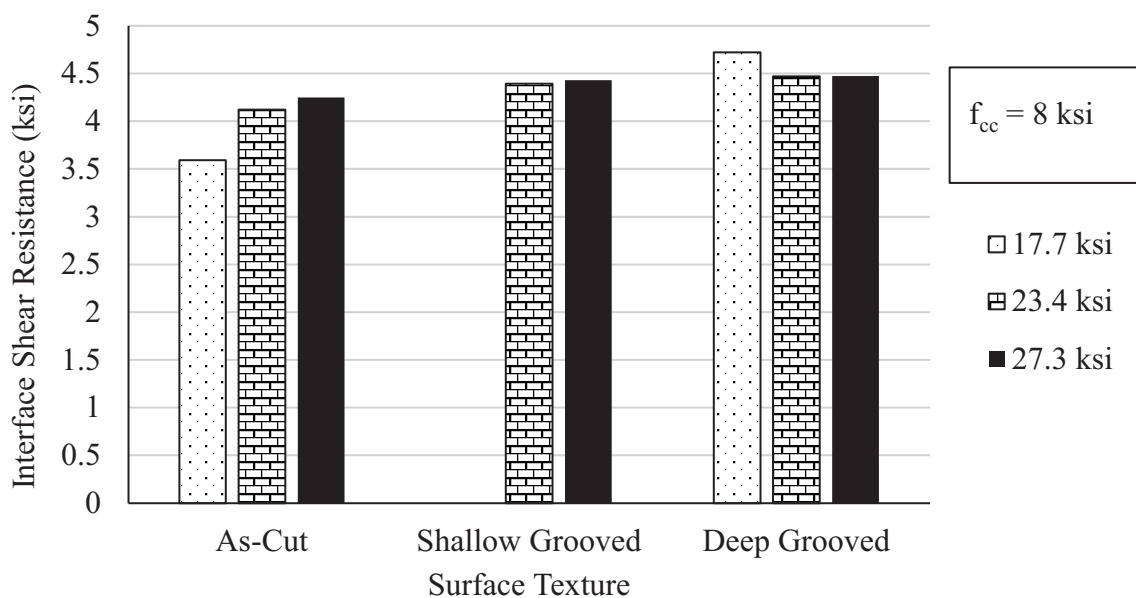 Interface Shear Resistance (ksi)
5
4.5
4
3.5
3
2.5
2
1.5
1
0.5
0
As-Cut
Shallow Grooved
Deep Grooved
Surface Texture
fcc = 8 ksi
17.7 ksi
23.4 ksi
27.3 ksi